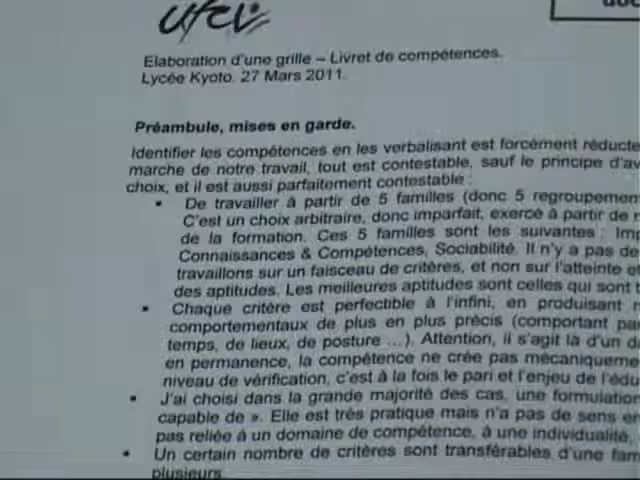 ufcv
Elaboration d'une grille – Livret de compétences.
Lycée Kyoto. 27 Mars 2011.
Préambule, mises en garde.
Identifier les compétences en les verbalisant est forcément réducte
marche de notre travail, tout est contestable, sauf le principe d'av
choix, et il est aussi parfaitement contestable :
▪ De travailler à partir de 5 familles (donc 5 regroupemen
C'est un choix arbitraire, donc imparfait, exercé à partir de
de la formation. Ces 5 familles sont les suivantes : Im
Connaissances & Compétences, Sociabilité. Il n'y a pas de
travaillons sur un faisceau de critères, et non sur l'atteinte
des aptitudes. Les meilleures aptitudes sont celles qui sont
▪ Chaque critère est perfectible à l'infini, en produisant
comportementaux de plus en plus précis (comportant pa
temps, de lieux, de posture ...). Attention, il s'agit là d'un
en permanence, la compétence ne crée pas mécaniqueme
niveau de vérification, c'est à la fois le pari et l'enjeu de l'édu
▪ J'ai choisi dans la grande majorité des cas, une formulation
capable de ». Elle est très pratique mais n'a pas de sens en
pas reliée à un domaine de compétence, à une individualité,
▪ Un certain nombre de critères sont transférables d'une fam
plusieurs.